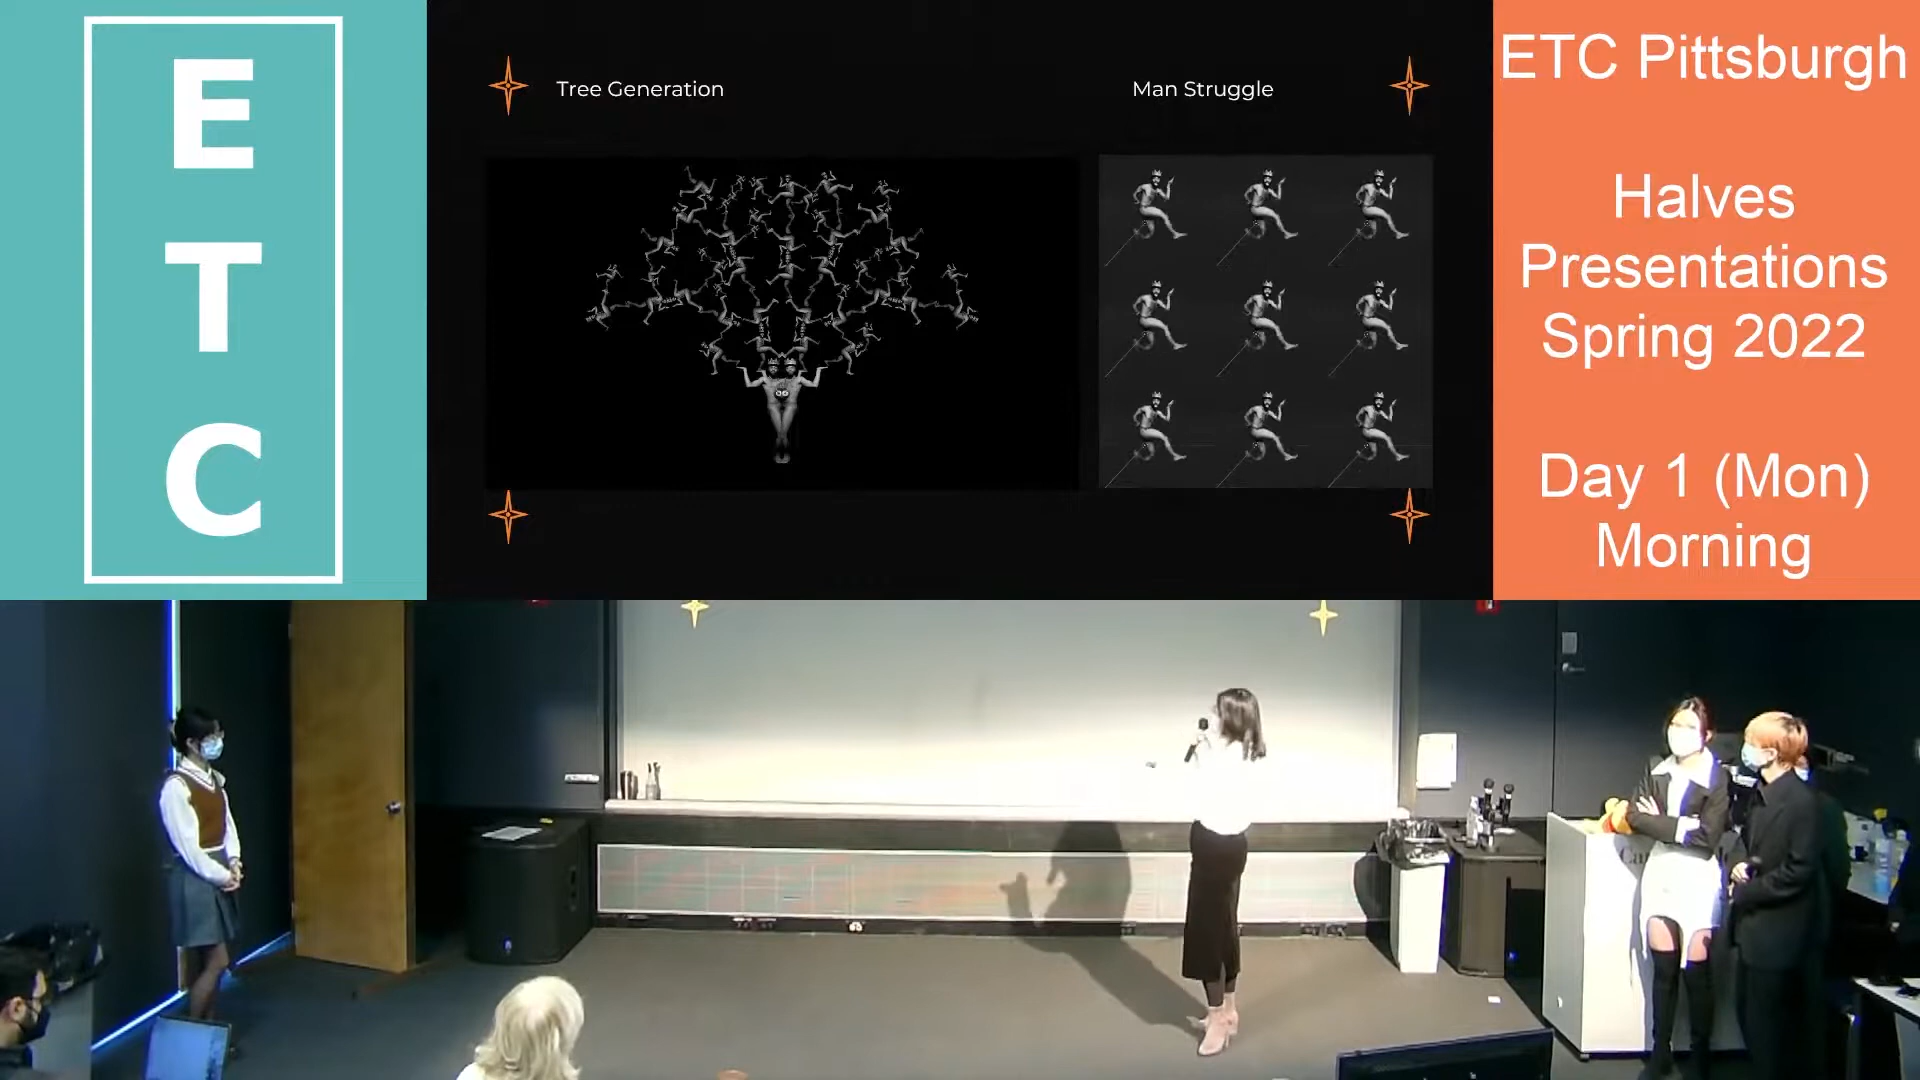 E
T
C
Tree Generation
Man Struggle
ETC Pittsburgh
Halves
Presentations
Spring 2022
Day 1 (Mon)
Morning